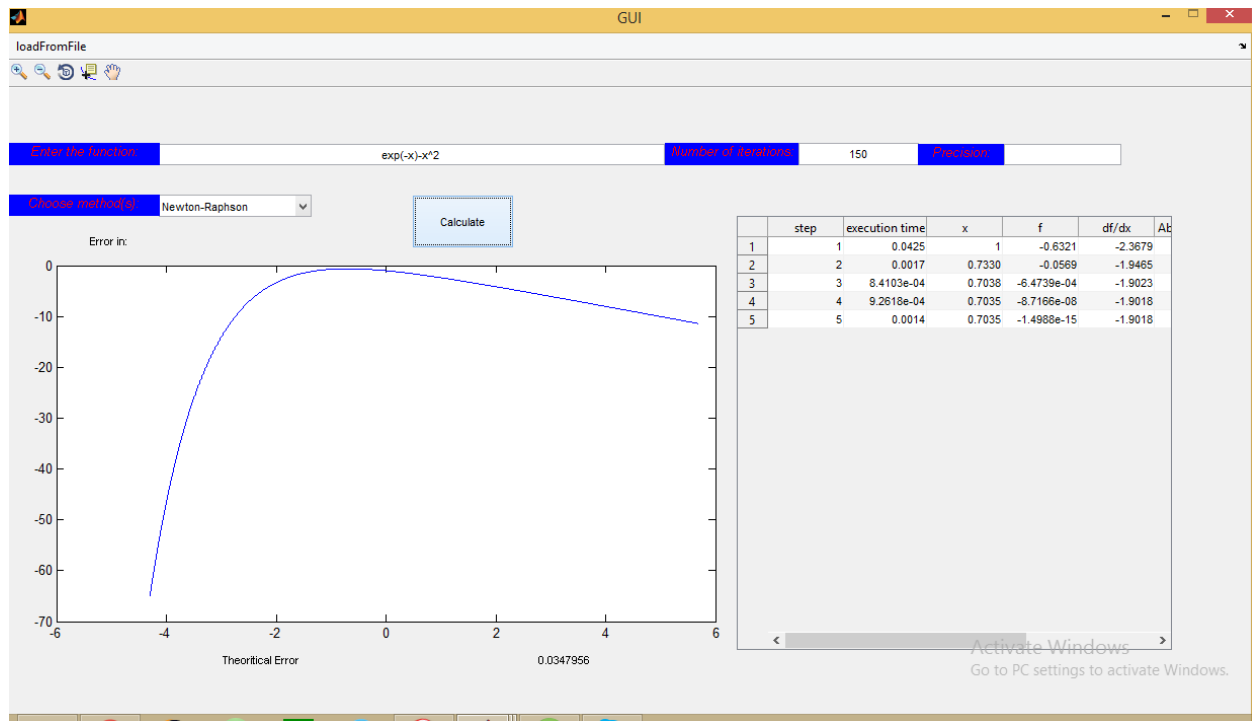 GUI
loadFromFile
Enter the function: exp(-x)-x^2 Number of iterations: 150 Precision:
Choose method(s): Newton-Raphson Calculate
Error in:
step execution time x f df/dx Ab
1 1 0.0425 1 -0.6321 -2.3679
2 2 0.0017 0.7330 -0.0569 -1.9465
3 3 8.4103e-04 0.7038 -6.4739e-04 -1.9023
4 4 9.2618e-04 0.7035 -8.7166e-08 -1.9018
5 5 0.0014 0.7035 -1.4988e-15 -1.9018
0
-10
-20
-30
-40
-50
-60
-70
-6 -4 -2 0 2 4 6
Theoritical Error 0.0347956
Activate Windows
Go to PC settings to activate Windows.